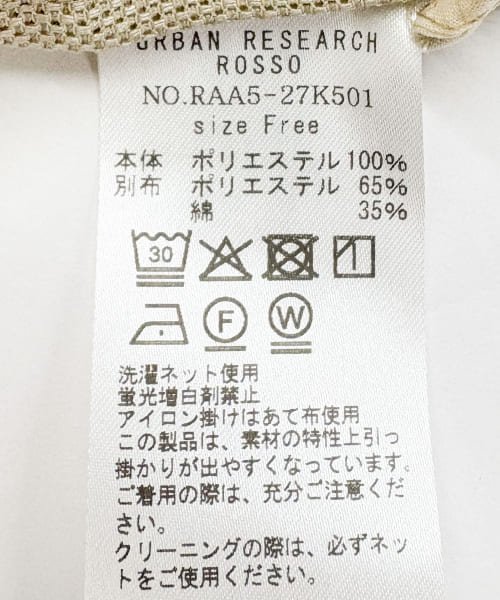 URBAN RESEARCH
ROSSO
NO.RAA5-27K501
size Free
本体 ポリエステル 100%
別布 ポリエステル 65%
綿 35%
30
F W
洗濯ネット使用
蛍光増白剤禁止
アイロン掛けはあて布使用
この製品は、素材の特性上引っ
掛かりが出やすくなっています。
ご着用の際は、充分ご注意くだ
さい。
クリーニングの際は、必ずネッ
トをご使用ください。